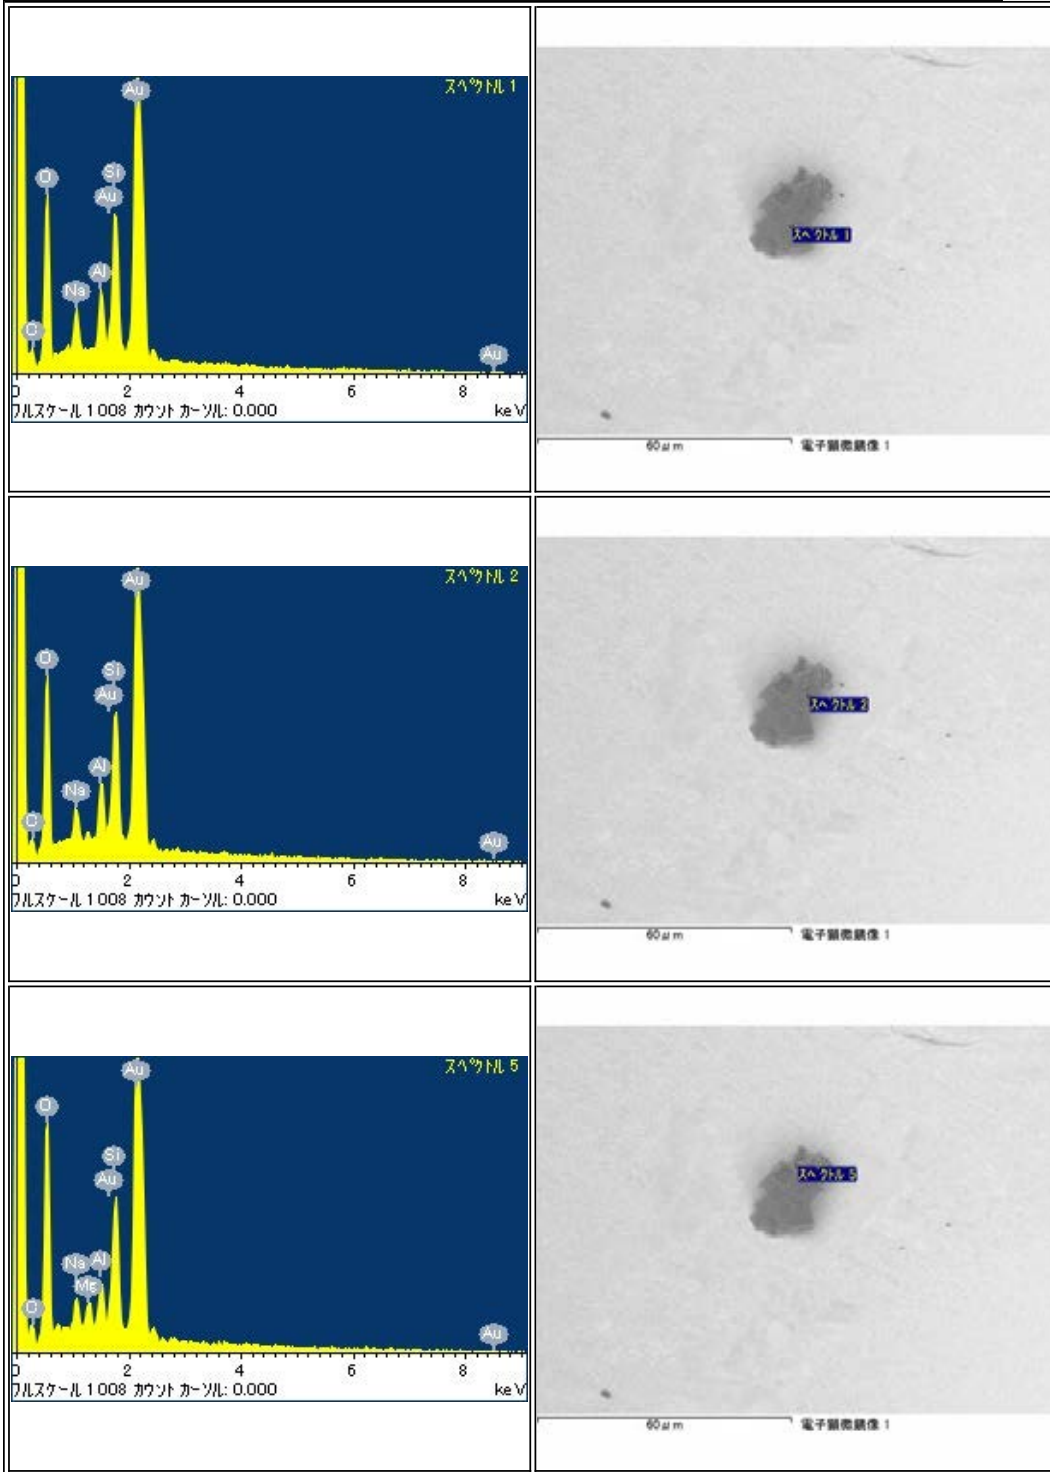 スペクトル 1
Au
Si
O
Au
Al
Na
C
Au
0 2 4 6 8
フルスケール 1008 カウント カーソル: 0.000 keV
スペクトル 1
60μm 電子顕微鏡像 1
スペクトル 2
Au
O
Si
Au
Al
Na
C
Au
0 2 4 6 8
フルスケール 1008 カウント カーソル: 0.000 keV
スペクトル 2
60μm 電子顕微鏡像 1
スペクトル 5
Au
O
Si
Au
Na Al
Mg
C
Au
0 2 4 6 8
フルスケール 1008 カウント カーソル: 0.000 keV
スペクトル 5
60μm 電子顕微鏡像 1